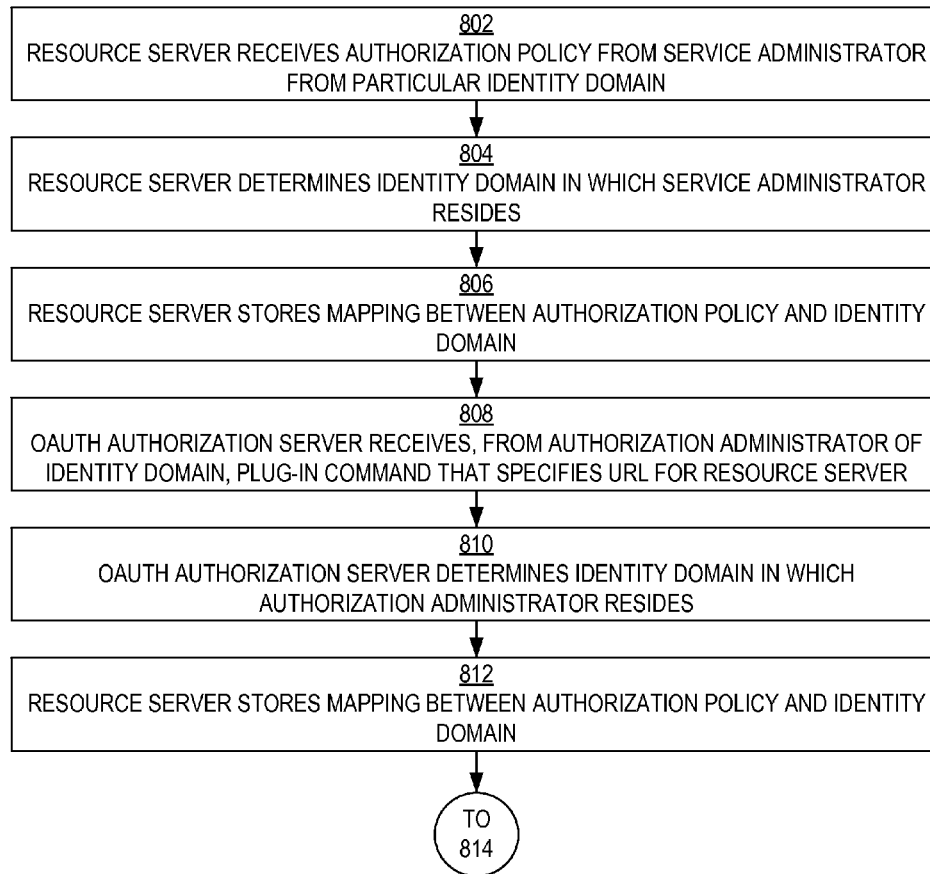 802
RESOURCE SERVER RECEIVES AUTHORIZATION POLICY FROM SERVICE ADMINISTRATOR
FROM PARTICULAR IDENTITY DOMAIN
804
RESOURCE SERVER DETERMINES IDENTITY DOMAIN IN WHICH SERVICE ADMINISTRATOR
RESIDES
806
RESOURCE SERVER STORES MAPPING BETWEEN AUTHORIZATION POLICY AND IDENTITY
DOMAIN
808
OAUTH AUTHORIZATION SERVER RECEIVES, FROM AUTHORIZATION ADMINISTRATOR OF
IDENTITY DOMAIN, PLUG-IN COMMAND THAT SPECIFIES URL FOR RESOURCE SERVER
810
OAUTH AUTHORIZATION SERVER DETERMINES IDENTITY DOMAIN IN WHICH
AUTHORIZATION ADMINISTRATOR RESIDES
812
RESOURCE SERVER STORES MAPPING BETWEEN AUTHORIZATION POLICY AND IDENTITY
DOMAIN
TO
814